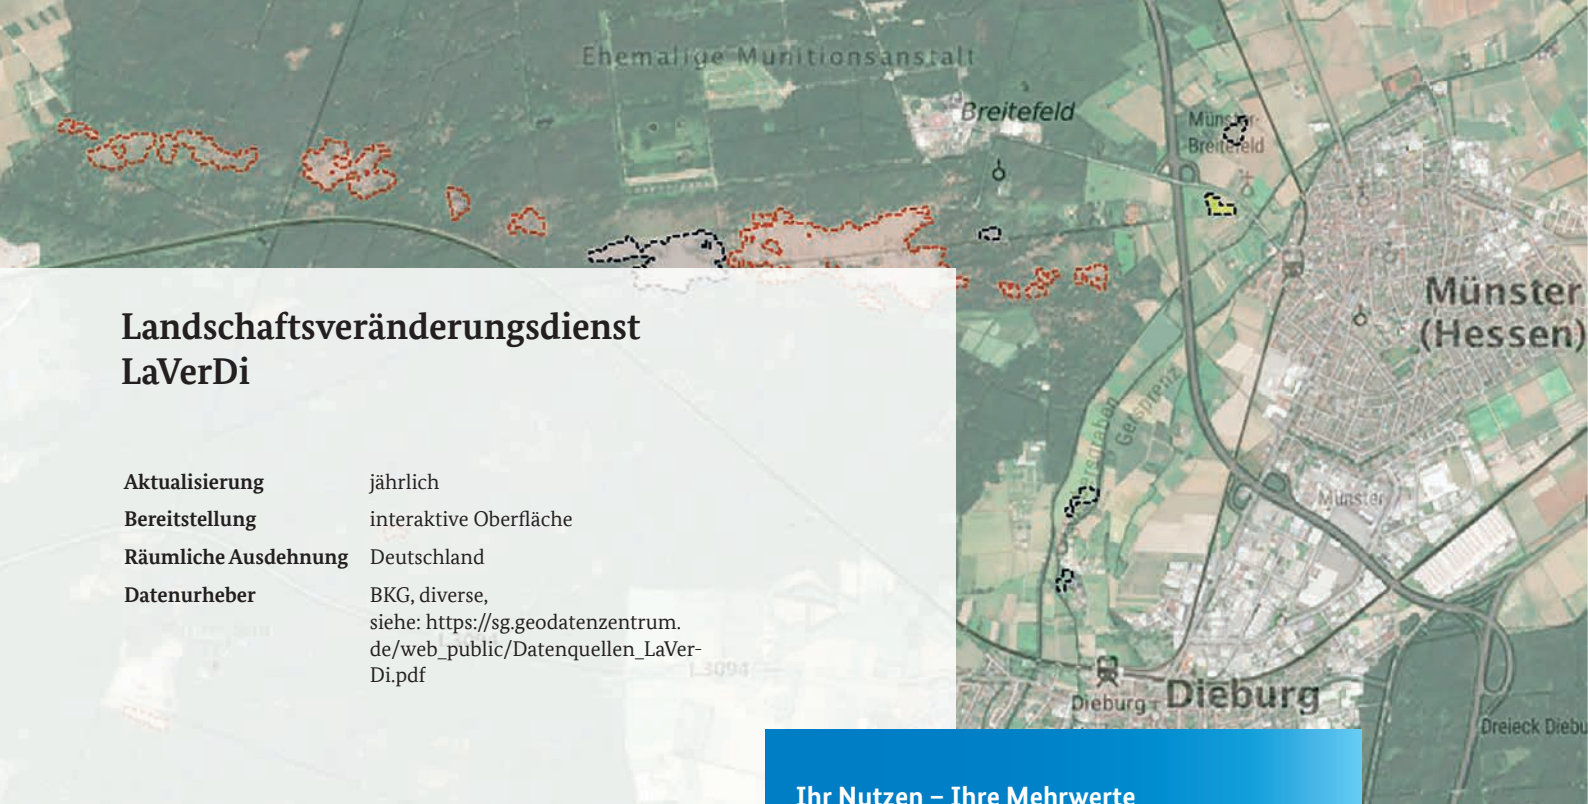 Ehemalige Munitionsanstalt
Breitefeld
Münster-
Breitefeld
Münster
(Hessen)
Landschaftsveränderungsdienst
LaVerDi
Gersprenz
Aktualisierung jährlich
Bereitstellung interaktive Oberfläche
Räumliche Ausdehnung Deutschland
Datenurheber BKG, diverse,
siehe: https://sg.geodatenzentrum.
de/web_public/Datenquellen_LaVer-
Di.pdf
Münster
L3094
Dieburg
Dieburg
Dreieck Diebu
Ihr Nutzen – Ihre Mehrwerte